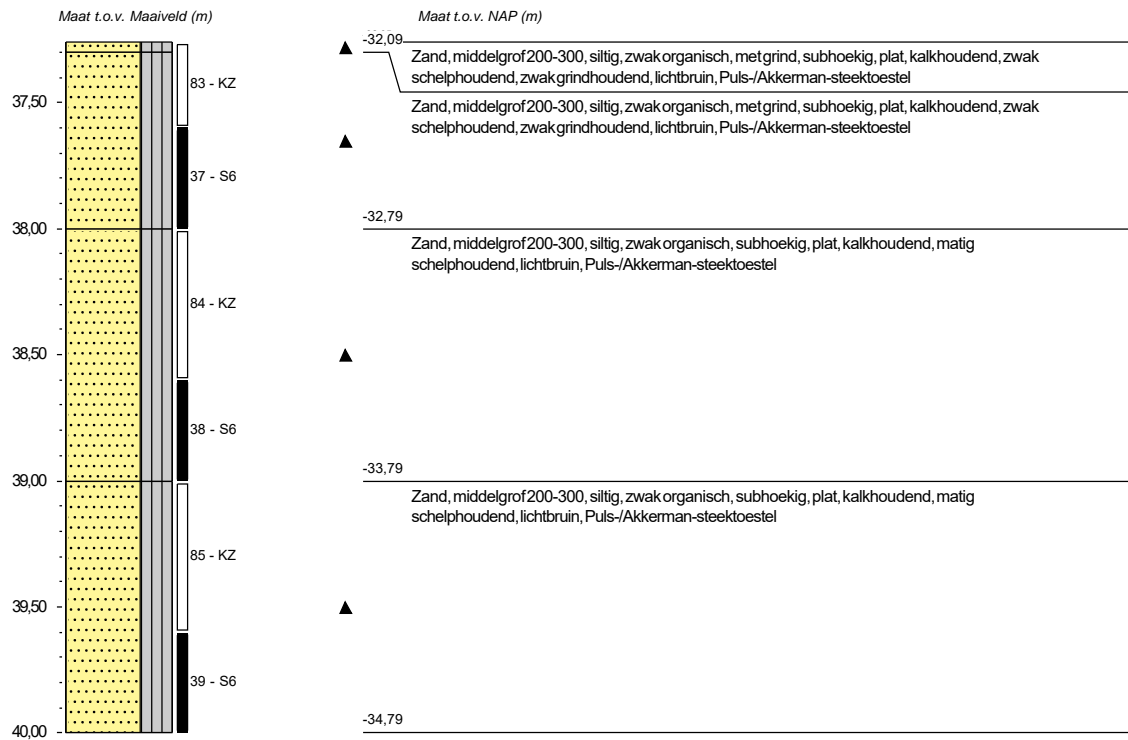 Maat t.o.v. Maaiveld (m)
Maat t.o.v. NAP (m)
-32,09
Zand, middelgrof 200-300, siltig, zwak organisch, met grind, subhoekig, plat, kalkhoudend, zwak
schelphoudend, zwak grindhoudend, lichtbruin, Puls-/Akkerman-steektoestel
83 - KZ
37,50
Zand, middelgrof 200-300, siltig, zwak organisch, met grind, subhoekig, plat, kalkhoudend, zwak
schelphoudend, zwak grindhoudend, lichtbruin, Puls-/Akkerman-steektoestel
37 - S6
-32,79
38,00
Zand, middelgrof 200-300, siltig, zwak organisch, subhoekig, plat, kalkhoudend, matig
schelphoudend, lichtbruin, Puls-/Akkerman-steektoestel
84 - KZ
38,50
38 - S6
-33,79
39,00
Zand, middelgrof 200-300, siltig, zwak organisch, subhoekig, plat, kalkhoudend, matig
schelphoudend, lichtbruin, Puls-/Akkerman-steektoestel
85 - KZ
39,50
39 - S6
-34,79
40,00